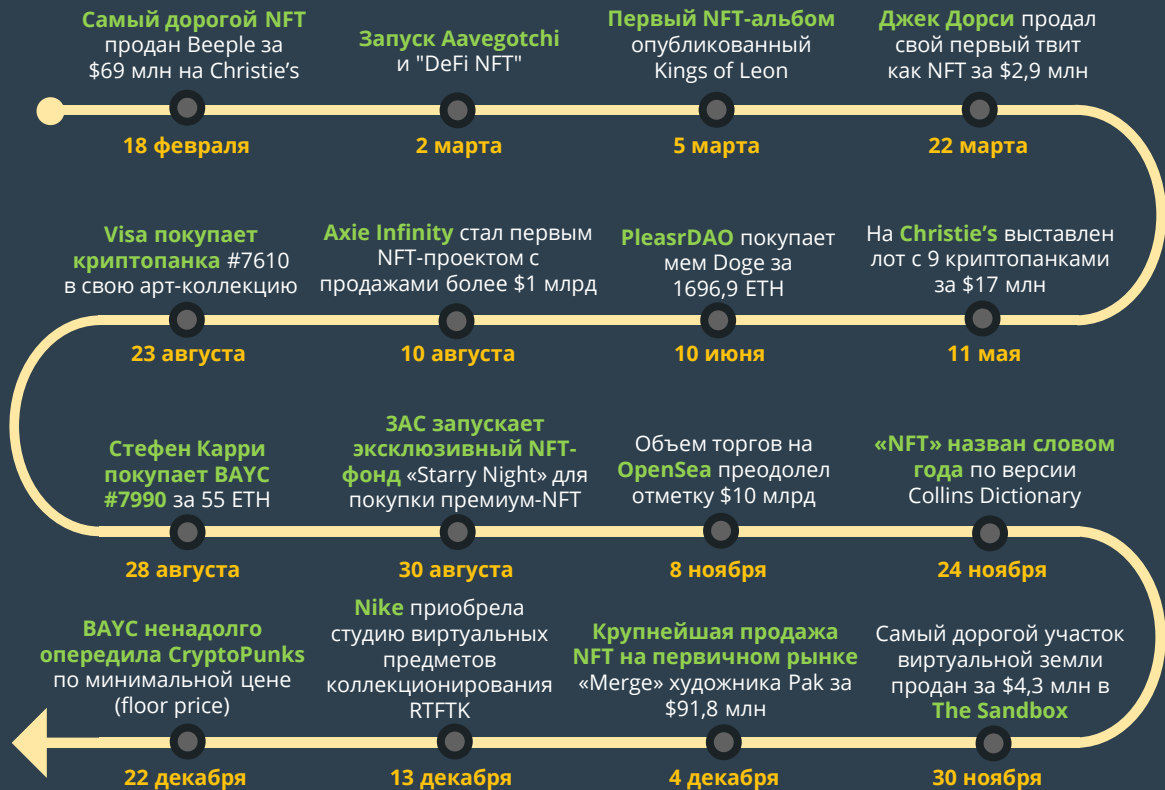 Самый дорогой NFT
продан Beeple за
$69 млн на Christie’s
18 февраля
Запуск Aavegotchi
и "DeFi NFT"
2 марта
Первый NFT-альбом
опубликованный
Kings of Leon
5 марта
Джек Дорси продал
свой первый твит
как NFT за $2,9 млн
22 марта
На Christie’s выставлен
лот с 9 криптопанками
за $17 млн
11 мая
PleasrDAO покупает
мем Doge за
1696,9 ETH
10 июня
Axie Infinity стал первым
NFT-проектом с
продажами более $1 млрд
10 августа
Visa покупает
криптопанка #7610
в свою арт-коллекцию
23 августа
Стефен Карри
покупает BAYC
#7990 за 55 ETH
28 августа
3AC запускает
эксклюзивный NFT-
фонд «Starry Night» для
покупки премиум-NFT
30 августа
Объем торгов на
OpenSea преодолел
отметку $10 млрд
8 ноября
«NFT» назван словом
года по версии
Collins Dictionary
24 ноября
Самый дорогой участок
виртуальной земли
продан за $4,3 млн в
The Sandbox
30 ноября
Крупнейшая продажа
NFT на первичном рынке
«Merge» художника Pak за
$91,8 млн
4 декабря
Nike приобрела
студию виртуальных
предметов
коллекционирования
RTFTK
13 декабря
BAYC ненадолго
опередила CryptoPunks
по минимальной цене
(floor price)
22 декабря